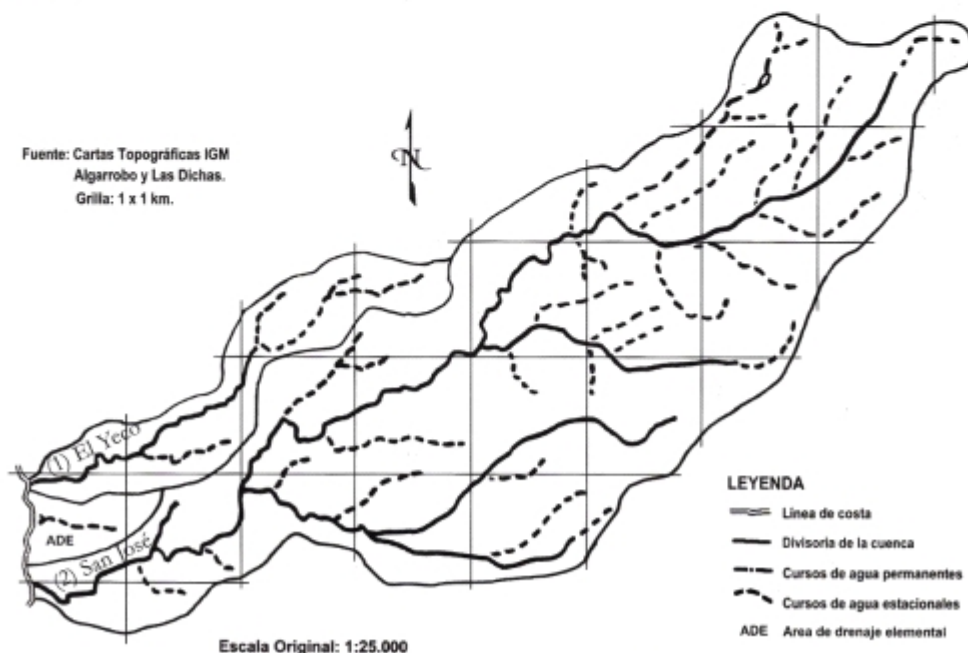 Fuente: Cartas Topográficas IGM
Algarrobo y Las Dichas.
Grilla: 1 x 1 km.
N
(1) El Yeco
ADE
(2) San José
Escala Original: 1:25.000
LEYENDA
Línea de costa
Divisoria de la cuenca
Cursos de agua permanentes
Cursos de agua estacionales
ADE Area de drenaje elemental